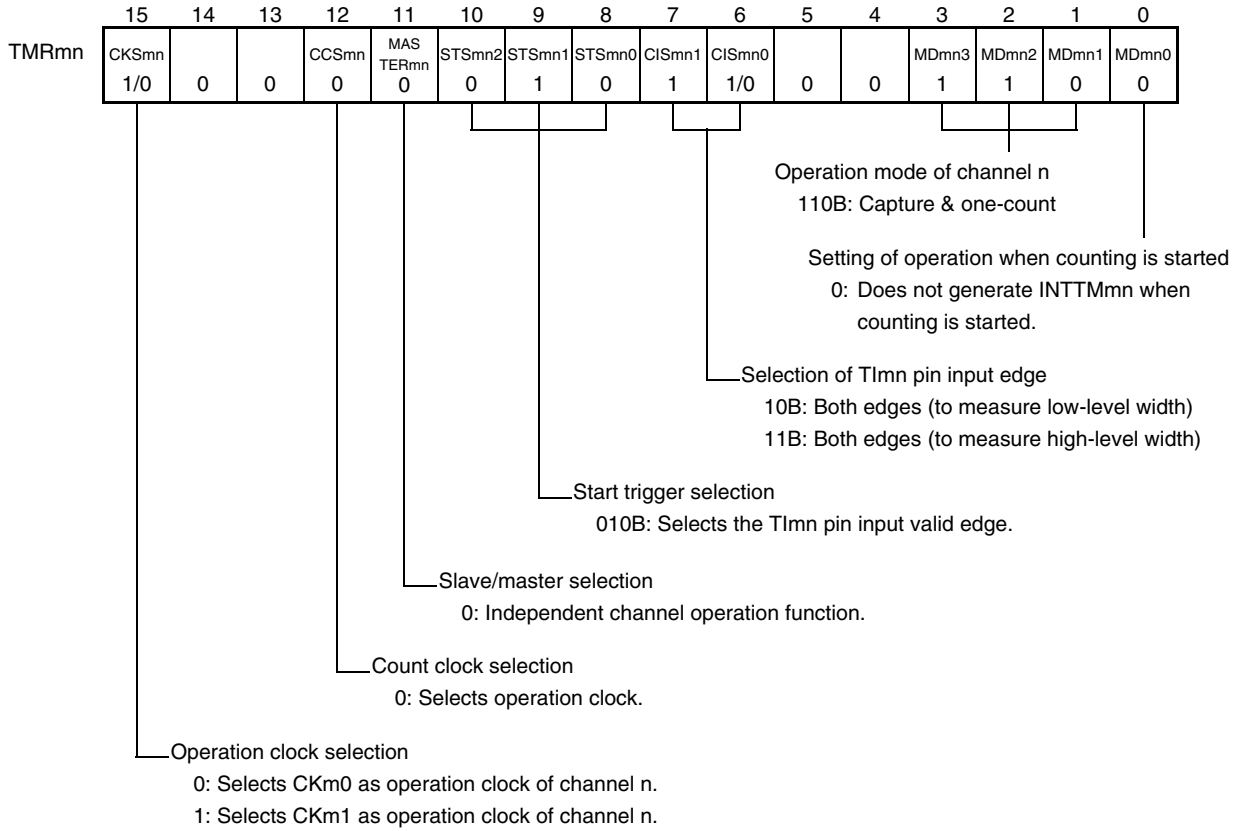 15 14 13 12 11 10 9 8 7 6 5 4 3 2 1 0
TMRmn CKSmn CCSmn MAS TERmn STSmn2 STSmn1 STSmn0 CISmn1 CISmn0 MDmn3 MDmn2 MDmn1 MDmn0
1/0 0 0 0 0 0 1 0 1 1/0 0 0 1 1 0 0
Operation mode of channel n
110B: Capture & one-count
Setting of operation when counting is started
0: Does not generate INTTMmn when
counting is started.
Selection of TImn pin input edge
10B: Both edges (to measure low-level width)
11B: Both edges (to measure high-level width)
Start trigger selection
010B: Selects the TImn pin input valid edge.
Slave/master selection
0: Independent channel operation function.
Count clock selection
0: Selects operation clock.
Operation clock selection
0: Selects CKm0 as operation clock of channel n.
1: Selects CKm1 as operation clock of channel n.